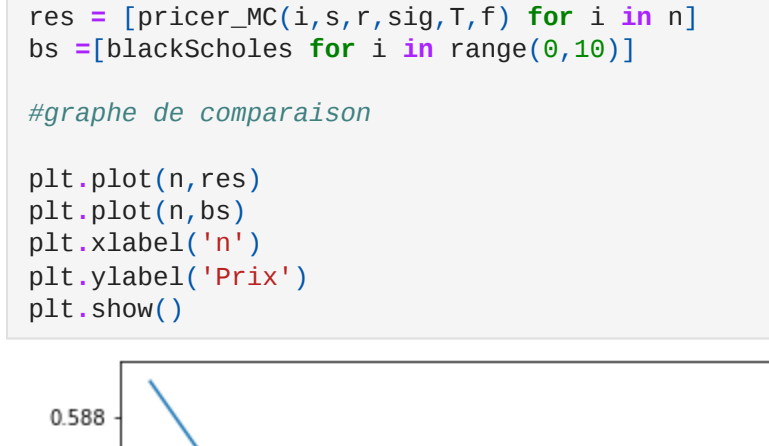 res = [pricer_MC(i,s,r,sig,T,f) for i in n]
bs =[blackScholes for i in range(0,10)]
#graphe de comparaison
plt.plot(n,res)
plt.plot(n,bs)
plt.xlabel('n')
plt.ylabel('Prix')
plt.show()
0.588